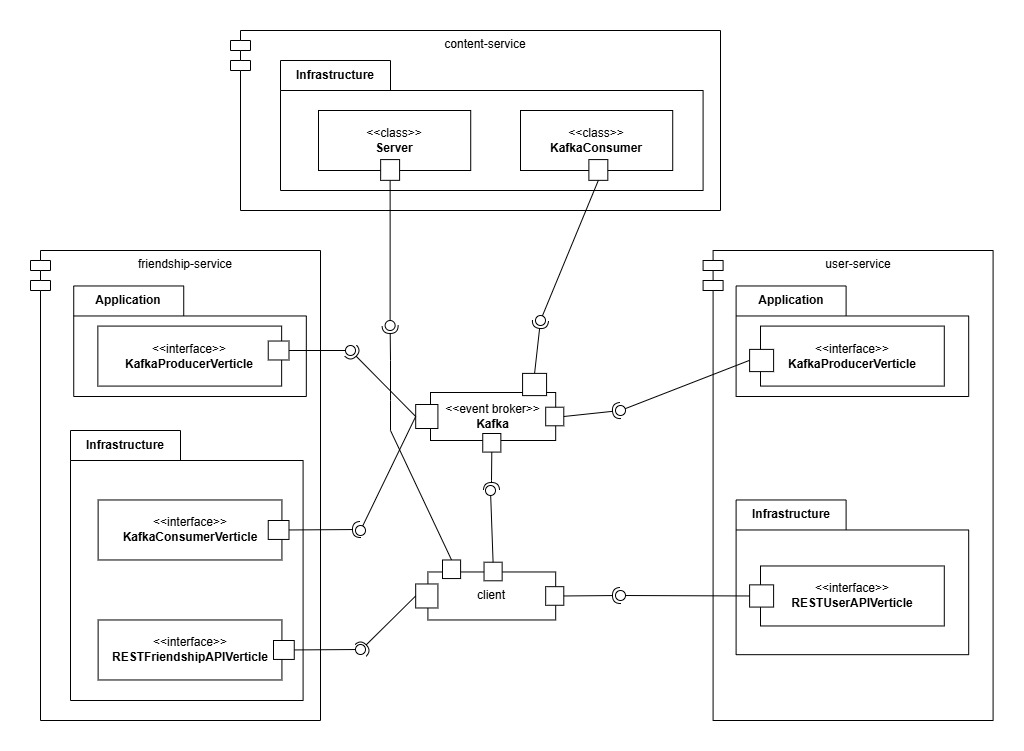 content-service
Infrastructure
<<class>>
Server
<<class>>
KafkaConsumer
friendship-service
Application
<<interface>>
KafkaProducerVerticle
Infrastructure
<<interface>>
KafkaConsumerVerticle
<<interface>>
RESTFriendshipAPIVerticle
<<event broker>>
Kafka
client
user-service
Application
<<interface>>
KafkaProducerVerticle
Infrastructure
<<interface>>
RESTUserAPIVerticle